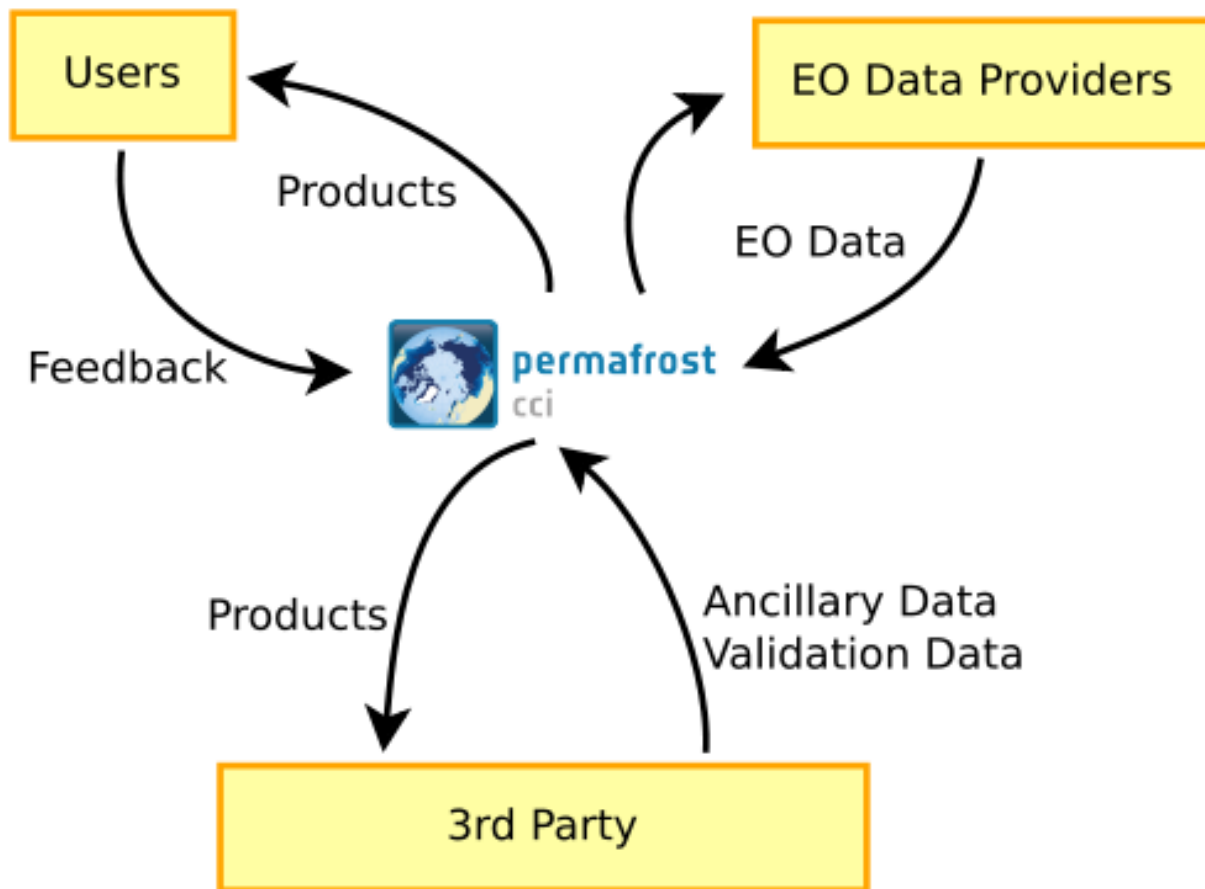 Users
EO Data Providers
Products
EO Data
Feedback
permafrost
cci
Products
Ancillary Data
Validation Data
3rd Party